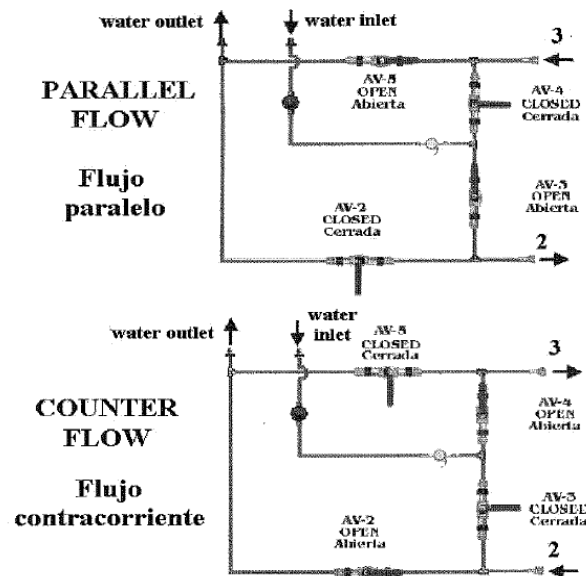 water outlet
water inlet
3
AV-5
OPEN
Abierta
AV-4
CLOSED
Cerrada
PARALLEL
FLOW
Flujo
paralelo
AV-3
OPEN
Abierta
AV-2
CLOSED
Cerrada
2
water outlet
water
inlet
AV-5
CLOSED
Cerrada
3
COUNTER
FLOW
AV-4
OPEN
Abierta
Flujo
contracorriente
AV-3
CLOSED
Cerrada
AV-2
OPEN
Abierta
2